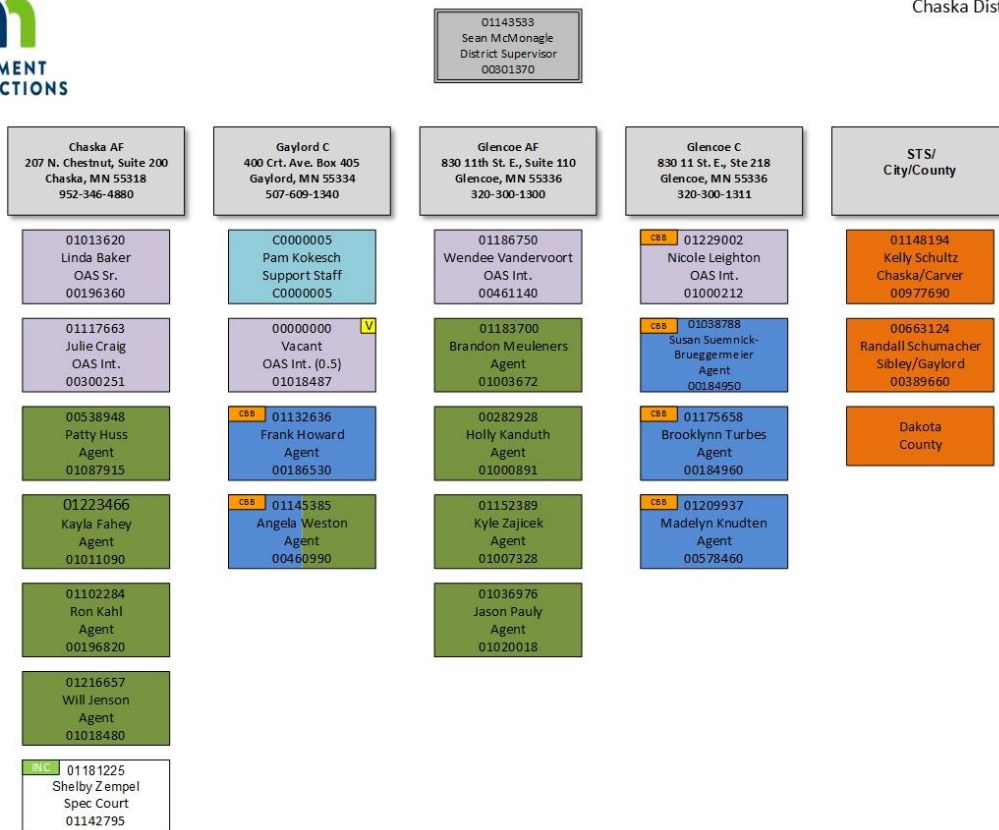 Chaska Dist
MENT
CTIONS
01143533
Sean McMonagle
District Supervisor
00301370
Chaska AF
207 N. Chestnut, Suite 200
Chaska, MN 55318
952-346-4880
01013620
Linda Baker
OAS Sr.
00196360
01117663
Julie Craig
OAS Int.
00300251
00538948
Patty Huss
Agent
01087915
01223466
Kayla Fahey
Agent
01011090
01102284
Ron Kahl
Agent
00196820
01216657
Will Jenson
Agent
01018480
INC 01181225
Shelby Zempel
Spec Court
01142795
Gaylord C
400 Crt. Ave. Box 405
Gaylord, MN 55334
507-609-1340
C0000005
Pam Kokesch
Support Staff
C0000005
00000000 V
Vacant
OAS Int. (0.5)
01018487
CBB 01132636
Frank Howard
Agent
00186530
CBB 01145385
Angela Weston
Agent
00460990
Glencoe AF
830 11th St. E., Suite 110
Glencoe, MN 55336
320-300-1300
01186750
Wendee Vandervoort
OAS Int.
00461140
01183700
Brandon Meuleners
Agent
01003672
00282928
Holly Kanduth
Agent
01000891
01152389
Kyle Zajicek
Agent
01007328
01036976
Jason Pauly
Agent
01020018
Glencoe C
830 11 St. E., Ste 218
Glencoe, MN 55336
320-300-1311
CBB 01229002
Nicole Leighton
OAS Int.
01000212
CBB 01038788
Susan Suemnick-
Brueggermeier
Agent
00184950
CBB 01175658
Brooklynn Turbes
Agent
00184960
CBB 01209937
Madelyn Knudten
Agent
00578460
STS/
City/County
01148194
Kelly Schultz
Chaska/Carver
00977690
00663124
Randall Schumacher
Sibley/Gaylord
00389660
Dakota
County